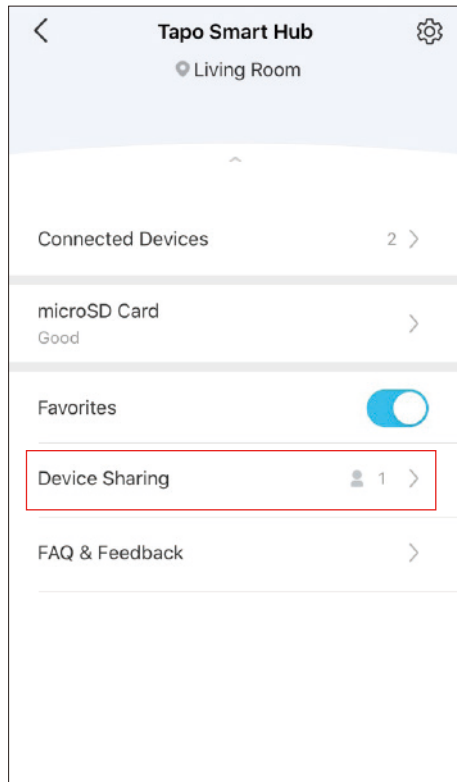 Tapo Smart Hub
Living Room
Connected Devices 2
microSD Card
Good
Favorites
Device Sharing 1
FAQ & Feedback